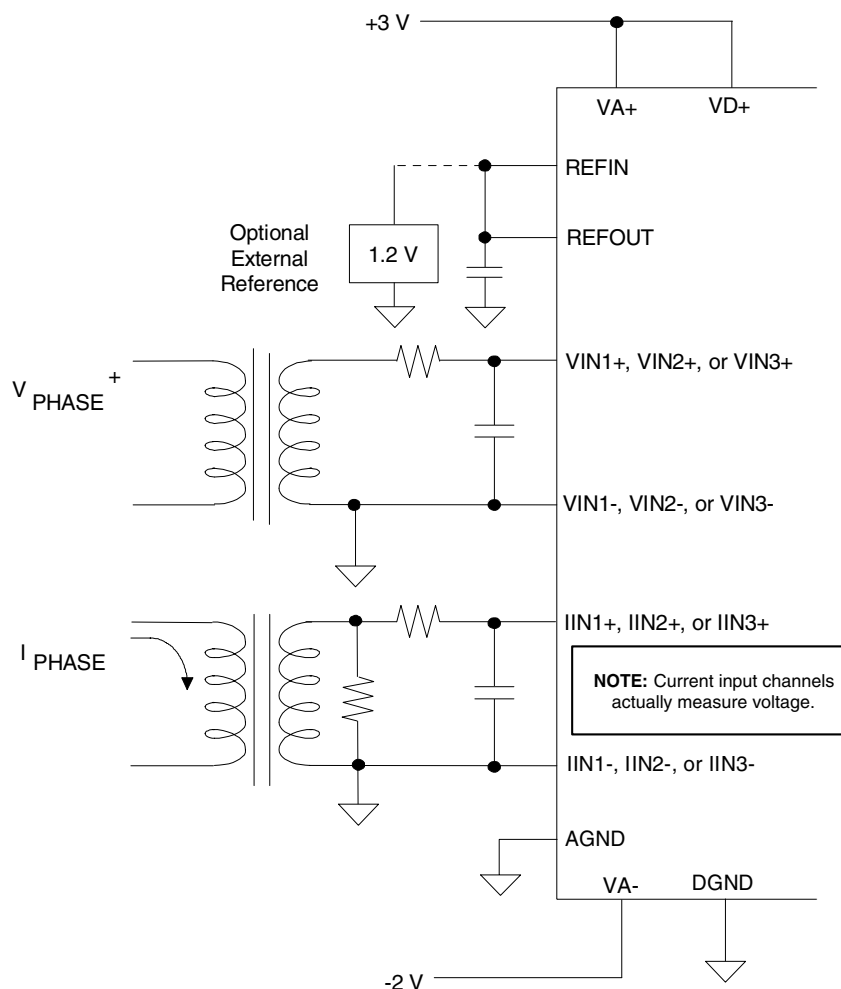 +3 V
VA+
VD+
REFIN
Optional
External
Reference
1.2 V
REFOUT
VIN1+, VIN2+, or VIN3+
V PHASE +
VIN1-, VIN2-, or VIN3-
IIN1+, IIN2+, or IIN3+
I PHASE
NOTE: Current input channels
actually measure voltage.
IIN1-, IIN2-, or IIN3-
AGND
VA-
DGND
-2 V